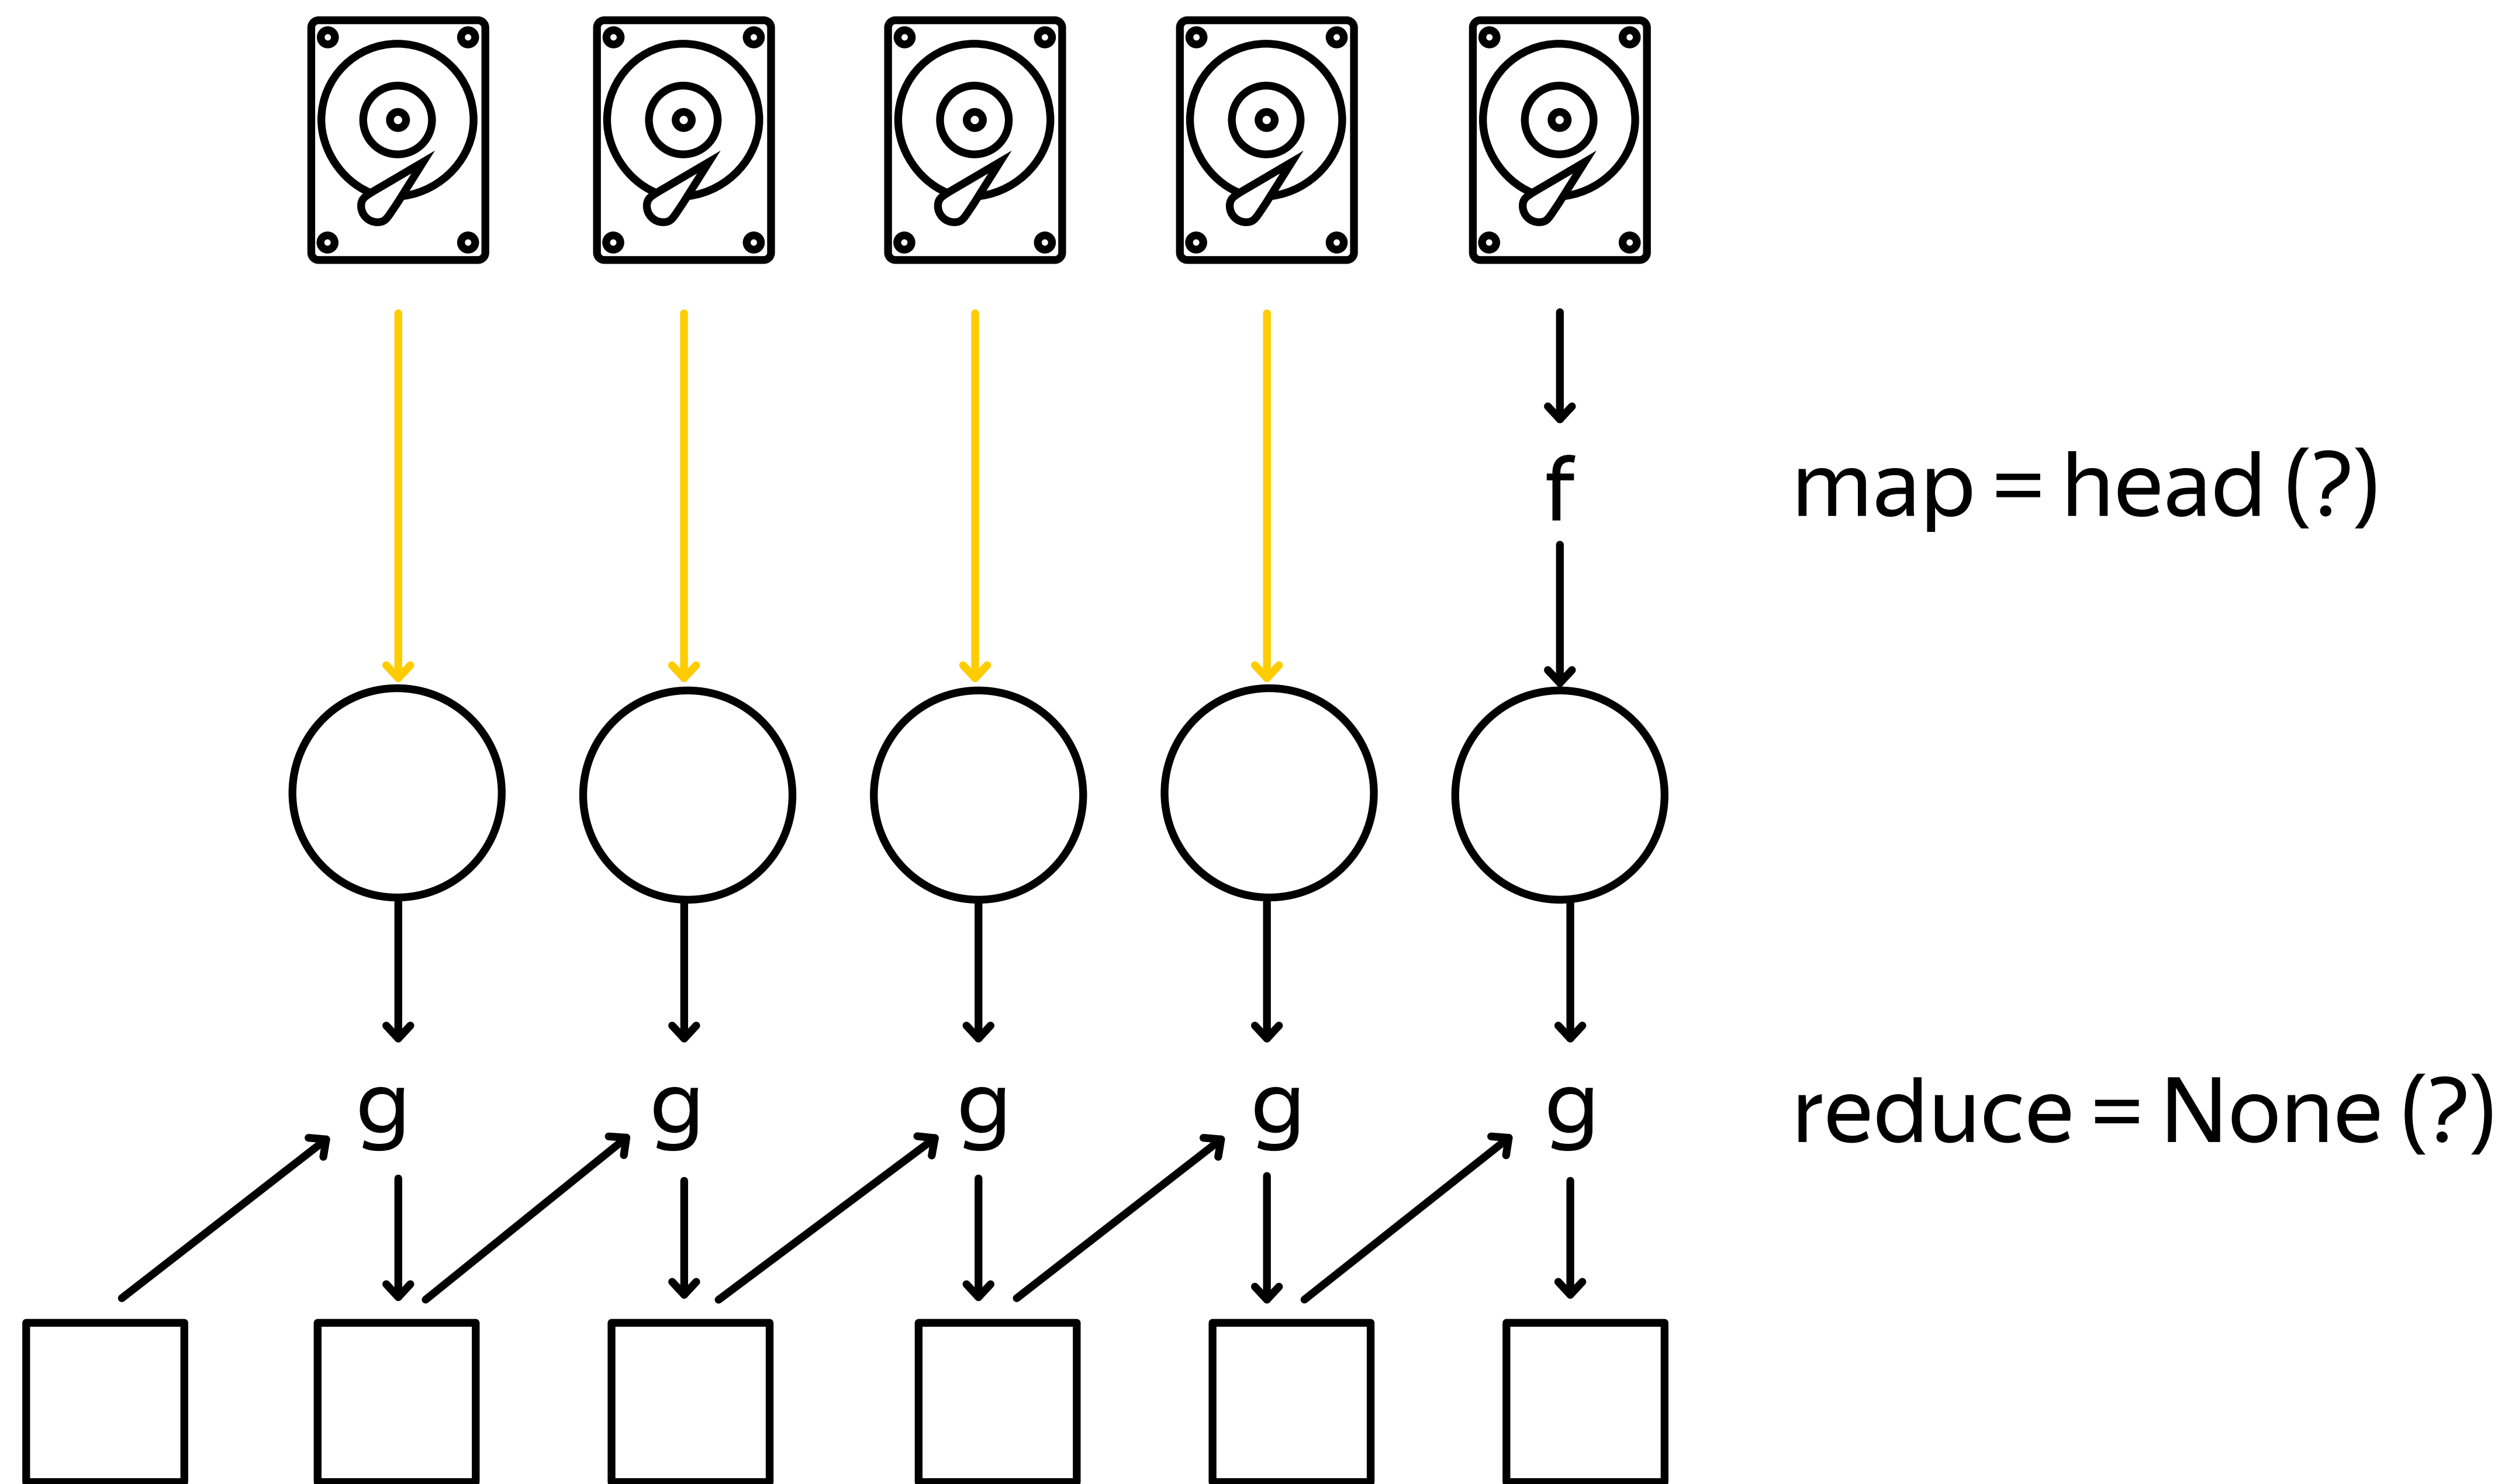 f
map = head (?)
g
g
g
g
g
reduce = None (?)